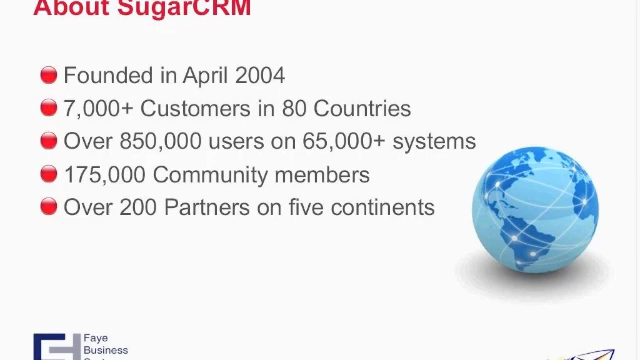 About SugarCRM
Founded in April 2004
7,000+ Customers in 80 Countries
Over 850,000 users on 65,000+ systems
175,000 Community members
Over 200 Partners on five continents
Faye
Business